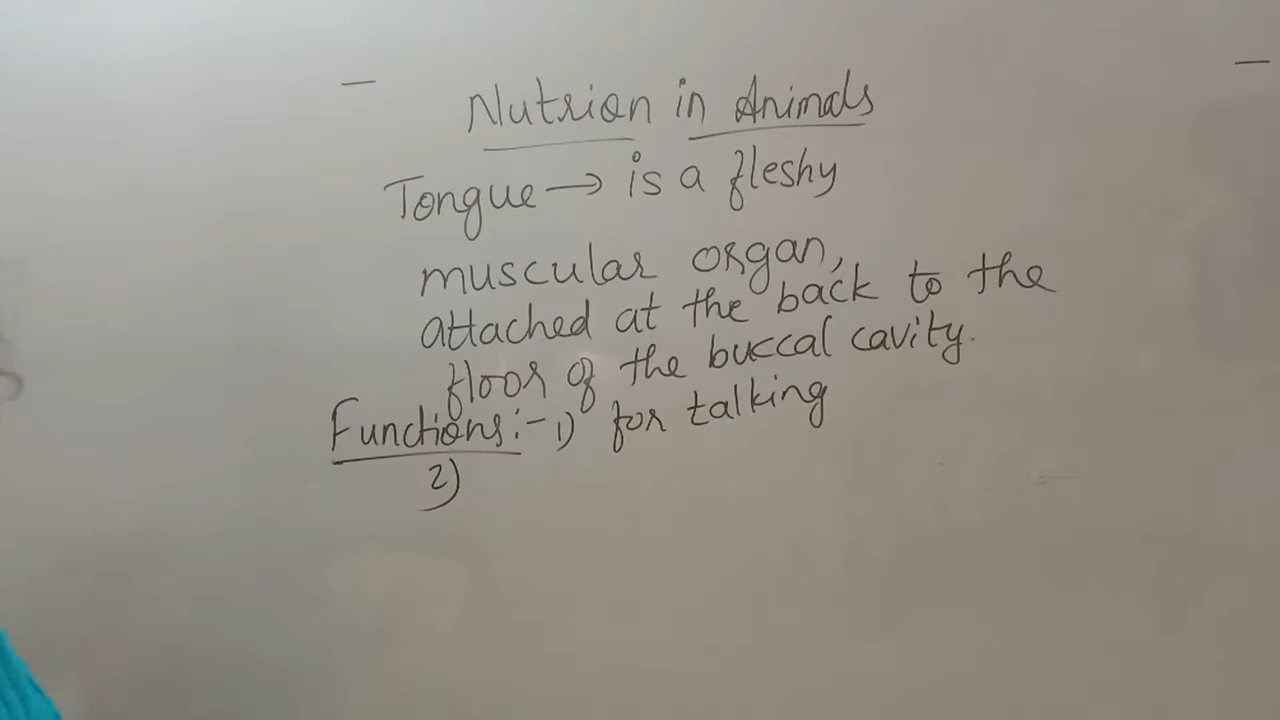 Nutrion in Animals
Tongue → is a fleshy
muscular organ,
attached at the back to the
floor of the buccal cavity.
Functions:- 1) for talking
2)